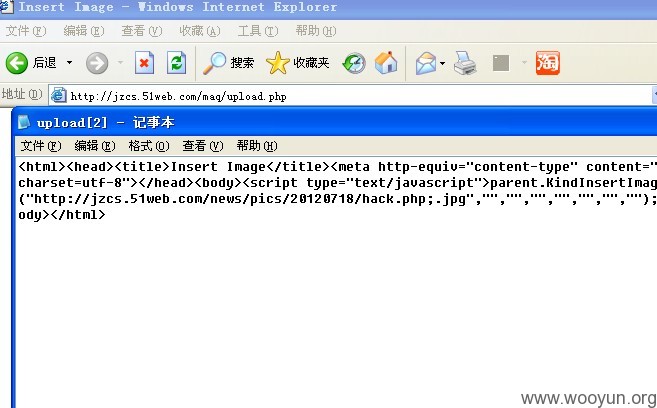 Insert Image - Windows Internet Explorer
文件(F) 编辑(E) 查看(V) 收藏(A) 工具(T) 帮助(H)
后退 搜索 收藏夹 淘
地址(D) http://jzcs.51web.com/maq/upload.php
upload[2] - 记事本
文件(F) 编辑(E) 格式(O) 查看(V) 帮助(H)
<html><head><title>Insert Image</title><meta http-equiv="content-type" content="
charset=utf-8"></head><body><script type="text/javascript">parent.KindInsertImag
("http://jzcs.51web.com/news/pics/20120718/hack.php;.jpg","","","","","","","");
ody></html>
www.wooyun.org